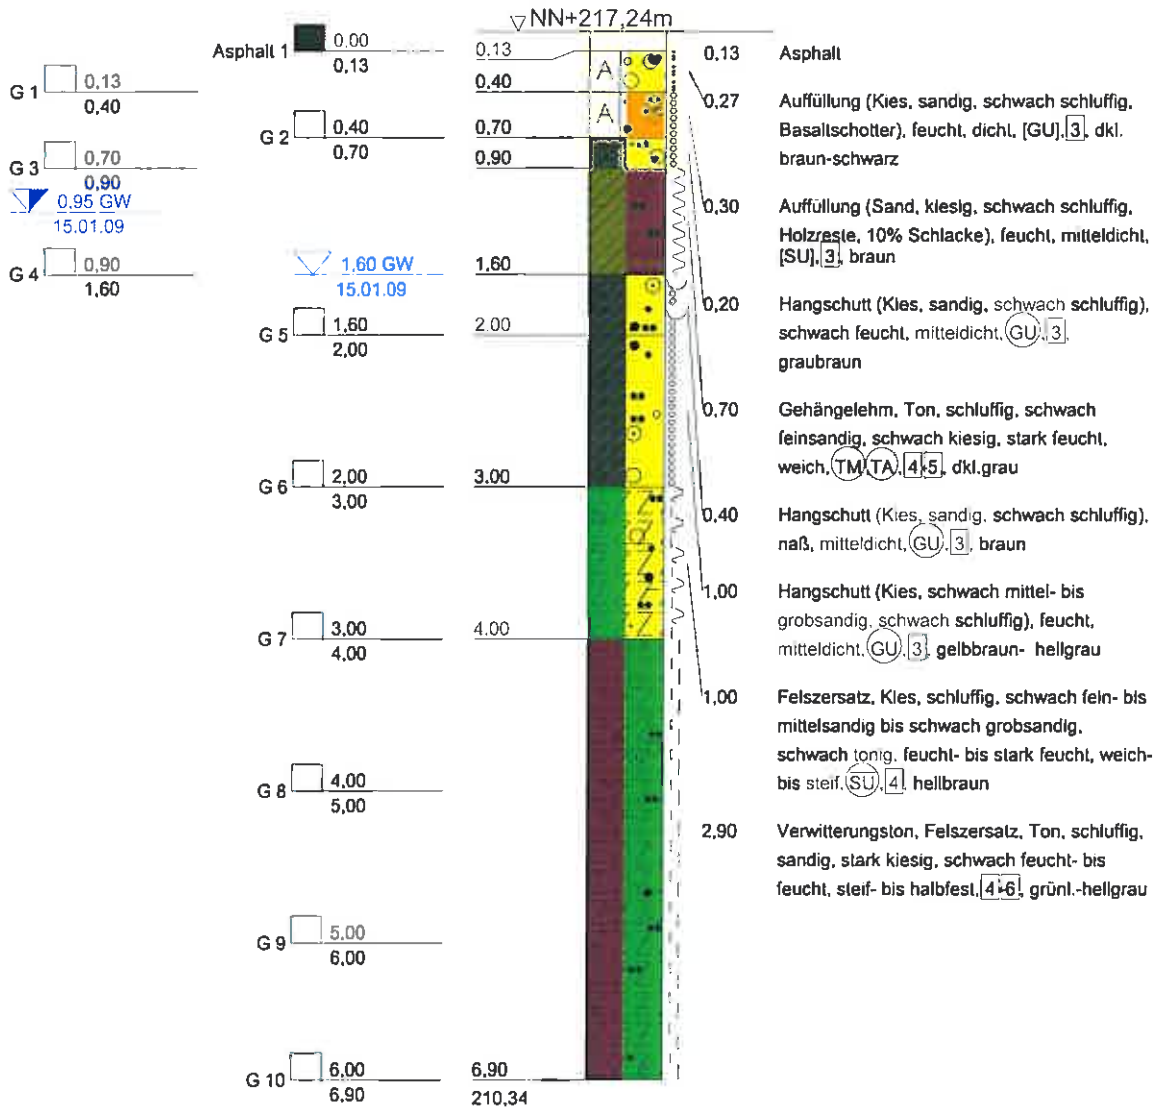 NN+217,24m
Asphalt 1 0.00
0,13
G 1 0,13
0,40
G 2 0,40
0,70
G 3 0,70
0,90
0,95 GW
15.01.09
G 4 0,90
1,60
1,60 GW
15.01.09
G 5 1,60
2,00
G 6 2,00
3,00
G 7 3,00
4,00
G 8 4,00
5,00
G 9 5,00
6,00
G 10 6,00
6,90
0,13
0,40
0,70
0,90
1,60
2,00
3,00
4,00
6,90
210,34
A
A
0,13 Asphalt
0,27 Auffüllung (Kies, sandig, schwach schluffig,
Basaltschotter), feucht, dicht, [GU], 3, dkl.
braun-schwarz
0,30 Auffüllung (Sand, kiesig, schwach schluffig,
Holzreste, 10% Schlacke), feucht, mitteldicht,
[SU], 3, braun
0,20 Hangschutt (Kies, sandig, schwach schluffig),
schwach feucht, mitteldicht, GU, 3,
graubraun
0,70 Gehängelehm, Ton, schluffig, schwach
feinsandig, schwach kiesig, stark feucht,
weich, TM/TA, 4-5, dkl.grau
0,40 Hangschutt (Kies, sandig, schwach schluffig),
naß, mitteldicht, GU, 3, braun
1,00 Hangschutt (Kies, schwach mittel- bis
grobsandig, schwach schluffig), feucht,
mitteldicht, GU, 3, gelbbraun- hellgrau
1,00 Felszersatz, Kies, schluffig, schwach fein- bis
mittelsandig bis schwach grobsandig,
schwach tonig, feucht- bis stark feucht, weich-
bis steif, SU, 4, hellbraun
2,90 Verwitterungston, Felszersatz, Ton, schluffig,
sandig, stark kiesig, schwach feucht- bis
feucht, steif- bis halbfest, 4-6, grünl.-hellgrau